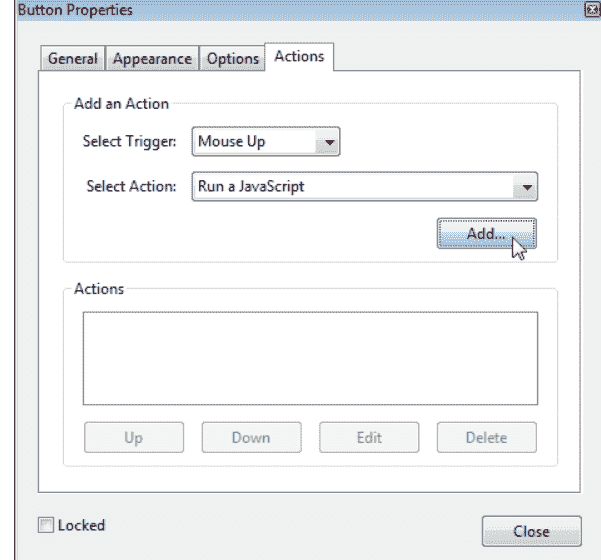 Button Properties
General Appearance Options Actions
Add an Action
Select Trigger: Mouse Up
Select Action: Run a JavaScript
Add...
Actions
Up Down Edit Delete
Locked
Close